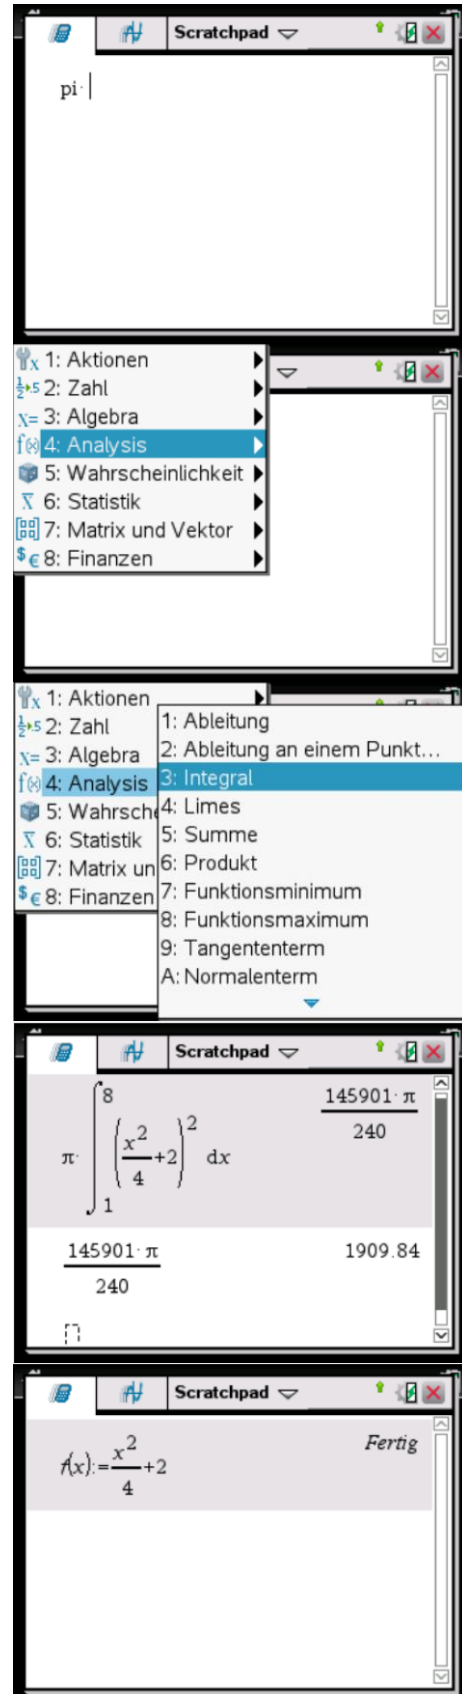 Scratchpad
pi·
1: Aktionen
2: Zahl
3: Algebra
4: Analysis
5: Wahrscheinlichkeit
6: Statistik
7: Matrix und Vektor
8: Finanzen
1: Aktionen
2: Zahl
3: Algebra
4: Analysis
5: Wahrsche
6: Statistik
7: Matrix un
8: Finanzen
1: Ableitung
2: Ableitung an einem Punkt...
3: Integral
4: Limes
5: Summe
6: Produkt
7: Funktionsminimum
8: Funktionsmaximum
9: Tangententerm
A: Normalenterm
Scratchpad
π· ∫₁⁸ (x²/4+2)² dx 145901·π/240
145901·π/240 1909.84
Scratchpad
f(x):=x²/4+2 Fertig